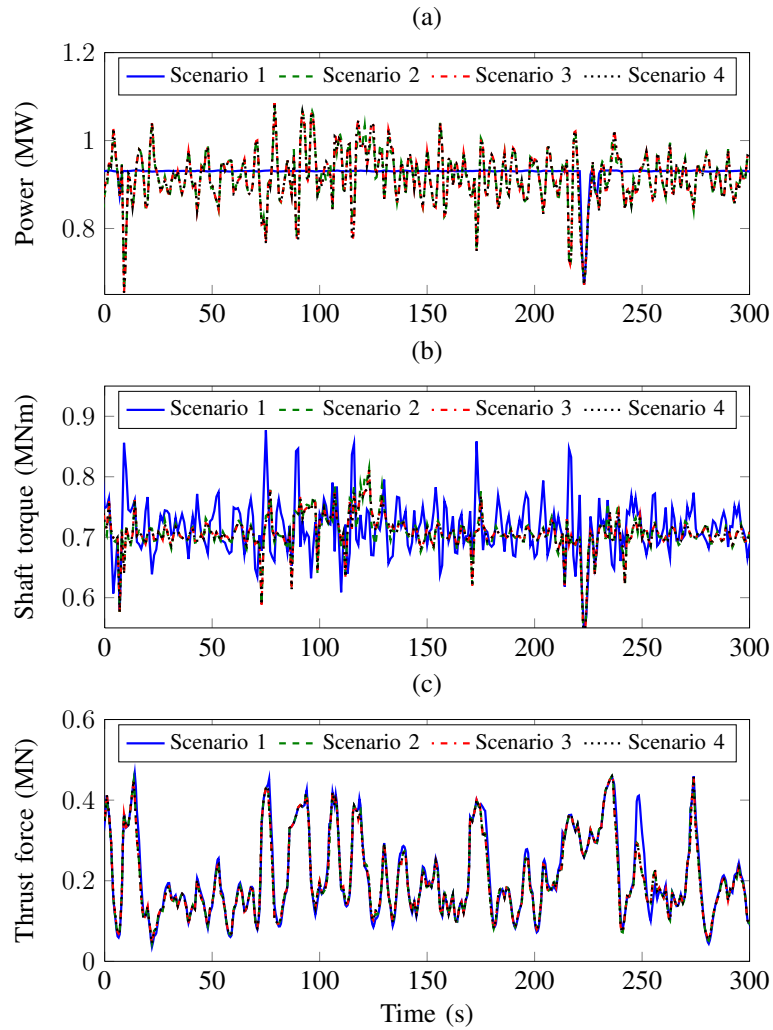 (a)
1.2
1
0.8
Power (MW)
Scenario 1 Scenario 2 Scenario 3 Scenario 4
0 50 100 150 200 250 300
(b)
0.9
0.8
0.7
0.6
Shaft torque (MNm)
Scenario 1 Scenario 2 Scenario 3 Scenario 4
0 50 100 150 200 250 300
(c)
0.6
0.4
0.2
0
Thrust force (MN)
Scenario 1 Scenario 2 Scenario 3 Scenario 4
0 50 100 150 200 250 300
Time (s)